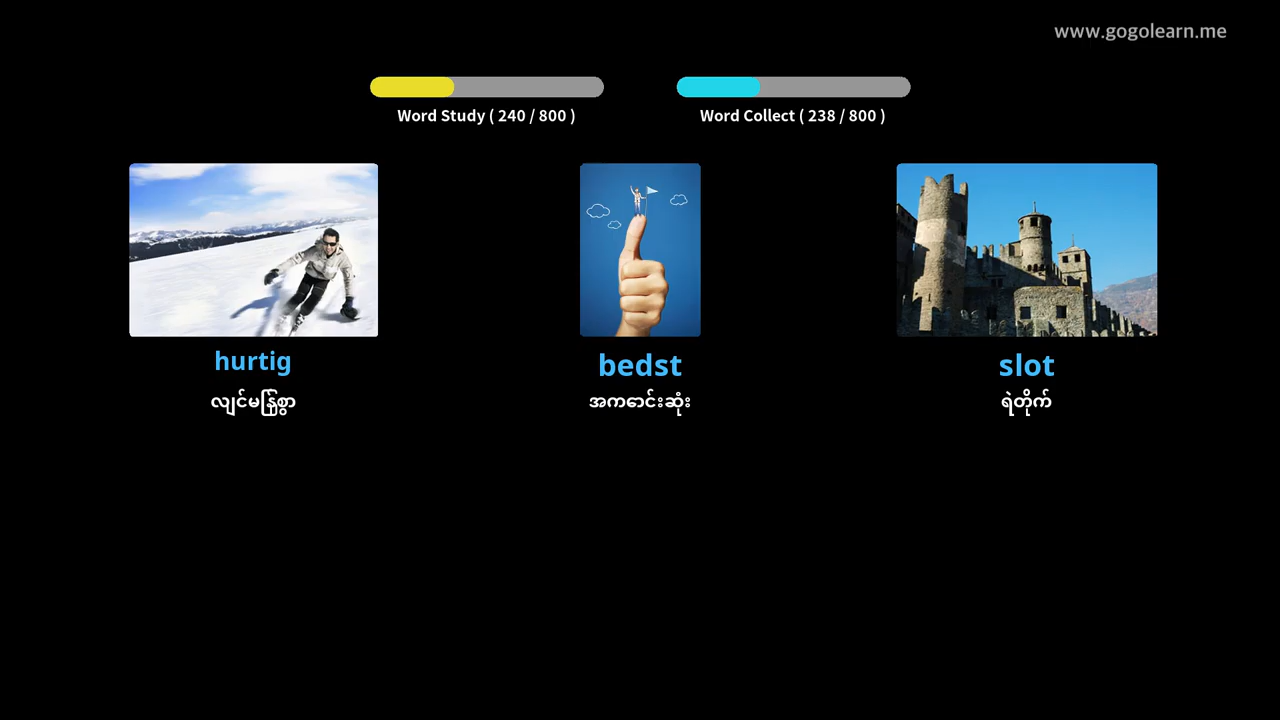 www.gogolearn.me
Word Study ( 240 / 800 )
Word Collect ( 238 / 800 )
hurtig
bedst
slot
လျင်မြန်စွာ
အကောင်းဆုံး
ရဲတိုက်